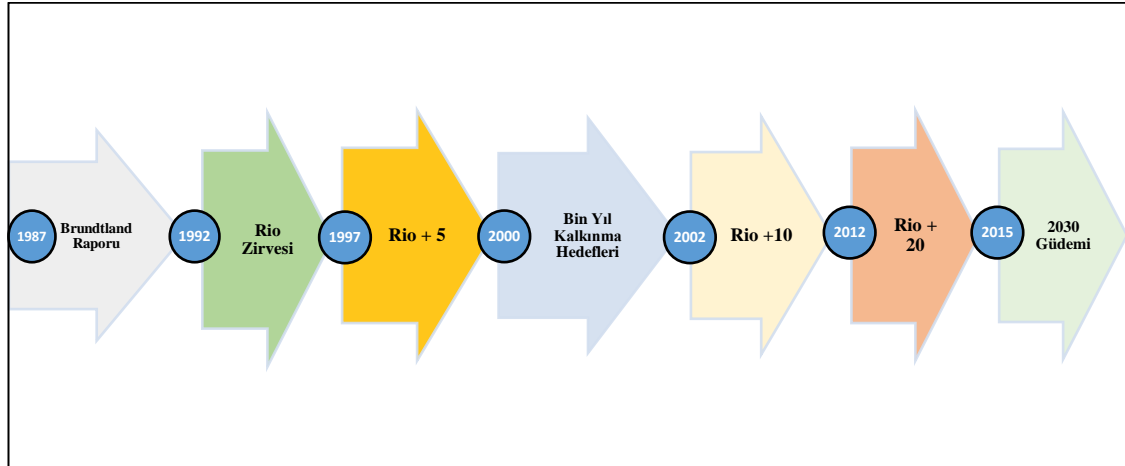 1987
Brundtland
Raporu
1992
Rio
Zirvesi
1997
Rio + 5
2000
Bin Yıl
Kalkınma
Hedefleri
2002
Rio +10
2012
Rio +
20
2015
2030
Güdemi